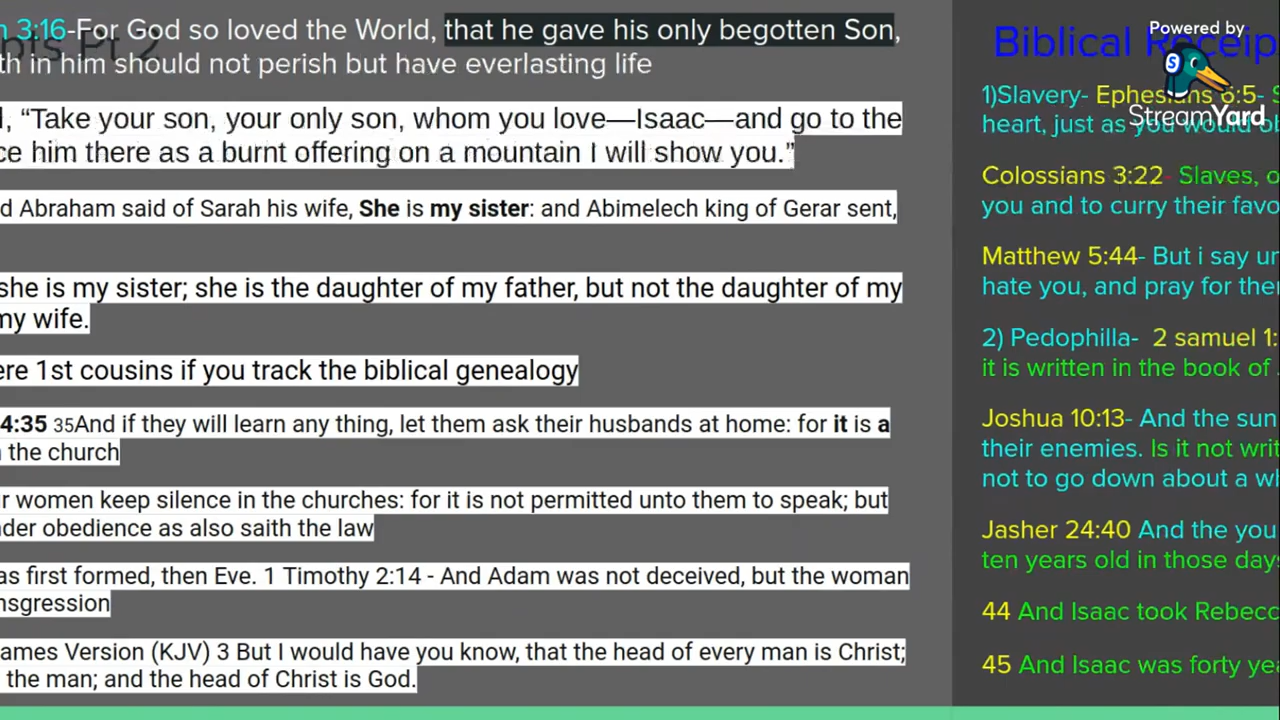 n 3:16-For God so loved the World, that he gave his only begotten Son,
th in him should not perish but have everlasting life
pts Pt 2
l, “Take your son, your only son, whom you love—Isaac—and go to the
ce him there as a burnt offering on a mountain I will show you.”
d Abraham said of Sarah his wife, She is my sister: and Abimelech king of Gerar sent,
she is my sister; she is the daughter of my father, but not the daughter of my
my wife.
ere 1st cousins if you track the biblical genealogy
4:35 35And if they will learn any thing, let them ask their husbands at home: for it is a
n the church
ur women keep silence in the churches: for it is not permitted unto them to speak; but
nder obedience as also saith the law
as first formed, then Eve. 1 Timothy 2:14 - And Adam was not deceived, but the woman
nsgression
ames Version (KJV) 3 But I would have you know, that the head of every man is Christ;
the man; and the head of Christ is God.
Biblical Receip
Powered by
StreamYard
1)Slavery- Ephesians 6:5- S
heart, just as you would ob
Colossians 3:22- Slaves, o
you and to curry their favo
Matthew 5:44- But i say un
hate you, and pray for ther
2) Pedophilla- 2 samuel 1:
it is written in the book of
Joshua 10:13- And the sun
their enemies. Is it not writ
not to go down about a wh
Jasher 24:40 And the you
ten years old in those days
44 And Isaac took Rebecc
45 And Isaac was forty yea